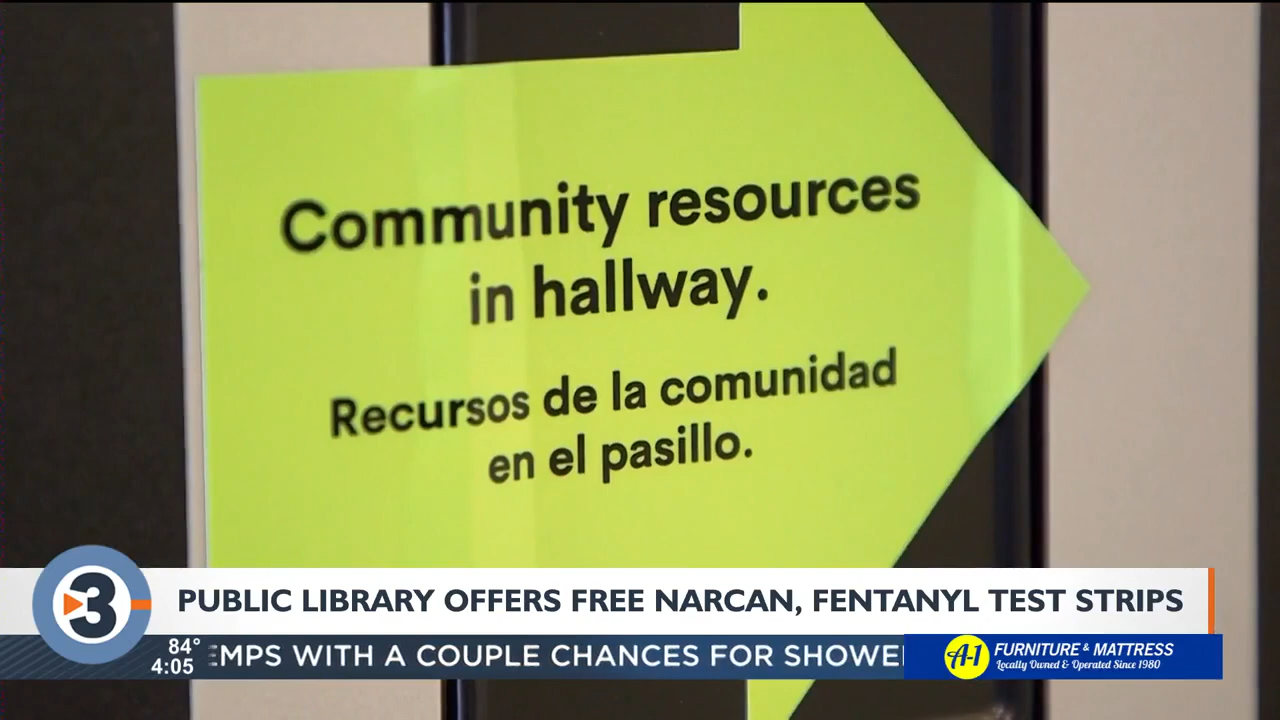 Community resources
in hallway.
Recursos de la comunidad
en el pasillo.
3
PUBLIC LIBRARY OFFERS FREE NARCAN, FENTANYL TEST STRIPS
84°
4:05
EMPS WITH A COUPLE CHANCES FOR SHOWE
A-1
FURNITURE & MATTRESS
Locally Owned & Operated Since 1980